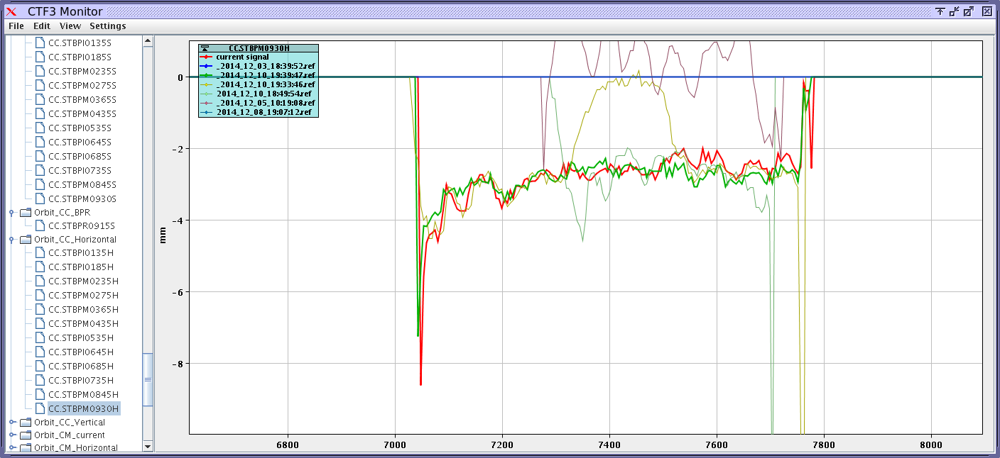 CTF3 Monitor
File Edit View Settings
CC.STBPI0135S
CC.STBPI0185S
CC.STBPM0235S
CC.STBPM0275S
CC.STBPM0365S
CC.STBPM0435S
CC.STBPI0535S
CC.STBPI0645S
CC.STBPI0685S
CC.STBPI0735S
CC.STBPM0845S
CC.STBPM0930S
Orbit_CC_BPR
CC.STBPR0915S
Orbit_CC_Horizontal
CC.STBPI0135H
CC.STBPI0185H
CC.STBPM0235H
CC.STBPM0275H
CC.STBPM0365H
CC.STBPM0435H
CC.STBPI0535H
CC.STBPI0645H
CC.STBPI0685H
CC.STBPI0735H
CC.STBPM0845H
CC.STBPM0930H
Orbit_CC_Vertical
Orbit_CM_current
Orbit_CM_Horizontal
CC.STBPM0930H
current signal
_2014_12_03_18:39:52.ref
_2014_12_10_19:39:47.ref
_2014_12_10_19:33:46.ref
2014_12_10_18:49:54.ref
_2014_12_05_10:19:08.ref
2014_12_08_19:07:12.ref
mm
0
-2
-4
-6
-8
6800 7000 7200 7400 7600 7800 8000